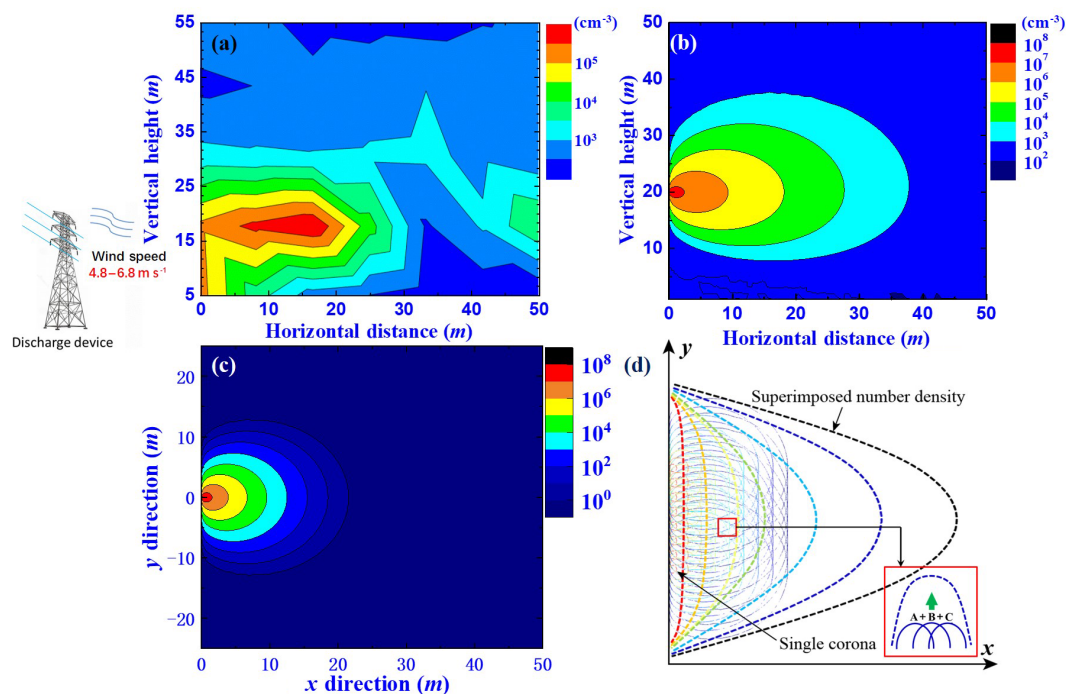 (a)
(cm⁻³)
10⁵
10⁴
10³
Vertical height (m)
55
45
35
25
20
15
5
0
10
20
30
40
50
Horizontal distance (m)
(b)
(cm⁻³)
10⁸
10⁷
10⁶
10⁵
10⁴
10³
10²
Vertical height (m)
50
40
30
20
10
0
10
20
30
40
50
Horizontal distance (m)
Wind speed
4.8–6.8 m s⁻¹
Discharge device
(c)
10⁸
10⁶
10⁴
10²
10⁰
y direction (m)
20
10
0
−10
−20
0
10
20
30
40
50
x direction (m)
(d)
y
Superimposed number density
A+B+C
Single corona
x